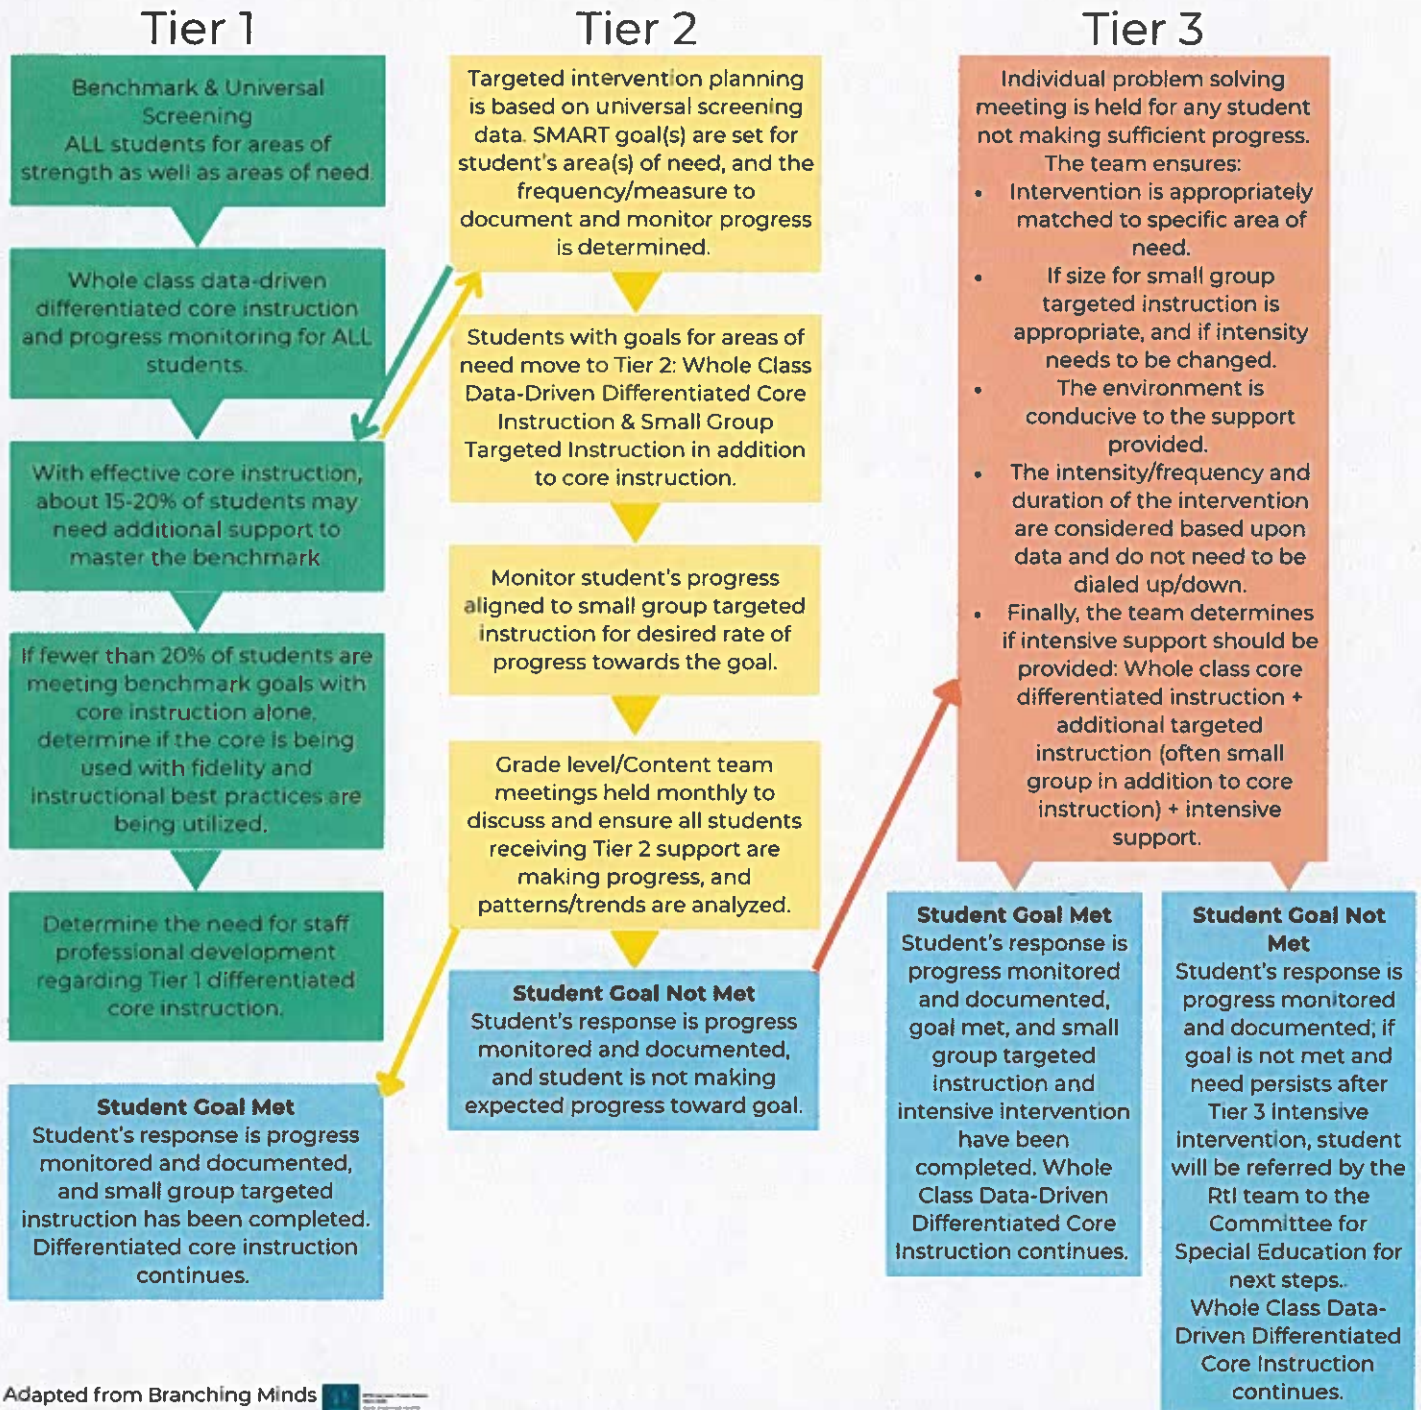 Tier 1
Benchmark & Universal
Screening
ALL students for areas of
strength as well as areas of need.
Whole class data-driven
differentiated core instruction
and progress monitoring for ALL
students.
With effective core instruction,
about 15-20% of students may
need additional support to
master the benchmark
If fewer than 20% of students are
meeting benchmark goals with
core instruction alone,
determine if the core is being
used with fidelity and
instructional best practices are
being utilized.
Determine the need for staff
professional development
regarding Tier 1 differentiated
core instruction.
Student Goal Met
Student's response is progress
monitored and documented,
and small group targeted
instruction has been completed.
Differentiated core instruction
continues.
Tier 2
Targeted intervention planning
is based on universal screening
data. SMART goal(s) are set for
student's area(s) of need, and the
frequency/measure to
document and monitor progress
is determined.
Students with goals for areas of
need move to Tier 2: Whole Class
Data-Driven Differentiated Core
Instruction & Small Group
Targeted Instruction in addition
to core instruction.
Monitor student's progress
aligned to small group targeted
instruction for desired rate of
progress towards the goal.
Grade level/Content team
meetings held monthly to
discuss and ensure all students
receiving Tier 2 support are
making progress, and
patterns/trends are analyzed.
Student Goal Not Met
Student's response is progress
monitored and documented,
and student is not making
expected progress toward goal.
Tier 3
Individual problem solving
meeting is held for any student
not making sufficient progress.
The team ensures:
• Intervention is appropriately
matched to specific area of
need.
• If size for small group
targeted instruction is
appropriate, and if intensity
needs to be changed.
• The environment is
conducive to the support
provided.
• The intensity/frequency and
duration of the intervention
are considered based upon
data and do not need to be
dialed up/down.
• Finally, the team determines
if intensive support should be
provided: Whole class core
differentiated instruction +
additional targeted
instruction (often small
group in addition to core
instruction) + intensive
support.
Student Goal Met
Student's response is
progress monitored
and documented,
goal met, and small
group targeted
instruction and
intensive intervention
have been
completed. Whole
Class Data-Driven
Differentiated Core
Instruction continues.
Student Goal Not
Met
Student's response is
progress monitored
and documented; if
goal is not met and
need persists after
Tier 3 intensive
intervention, student
will be referred by the
RtI team to the
Committee for
Special Education for
next steps..
Whole Class Data-
Driven Differentiated
Core Instruction
continues.
Adapted from Branching Minds